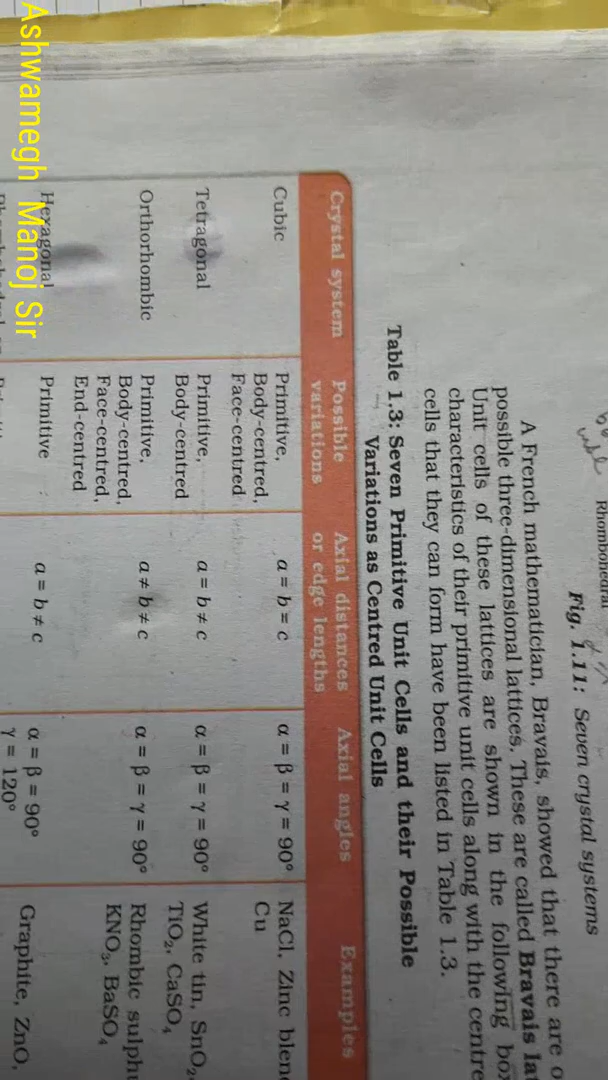 Rhombohedral
Fig. 1.11: Seven crystal systems
A French mathematician, Bravais, showed that there are o
possible three-dimensional lattices. These are called Bravais lat
Unit cells of these lattices are shown in the following box
characteristics of their primitive unit cells along with the centre
cells that they can form have been listed in Table 1.3.
Table 1.3: Seven Primitive Unit Cells and their Possible
Variations as Centred Unit Cells
Crystal system Possible variations Axial distances or edge lengths Axial angles Examples
Cubic Primitive, Body-centred, Face-centred a = b = c α = β = γ = 90° NaCl, Zinc blen Cu
Tetragonal Primitive, Body-centred a = b ≠ c α = β = γ = 90° White tin, SnO₂, TiO₂, CaSO₄
Orthorhombic Primitive, Body-centred, Face-centred, End-centred a ≠ b ≠ c α = β = γ = 90° Rhombic sulphu KNO₃, BaSO₄
Hexagonal Primitive a = b ≠ c α = β = 90° γ = 120° Graphite, ZnO,
Ashwamegh Manoj Sir